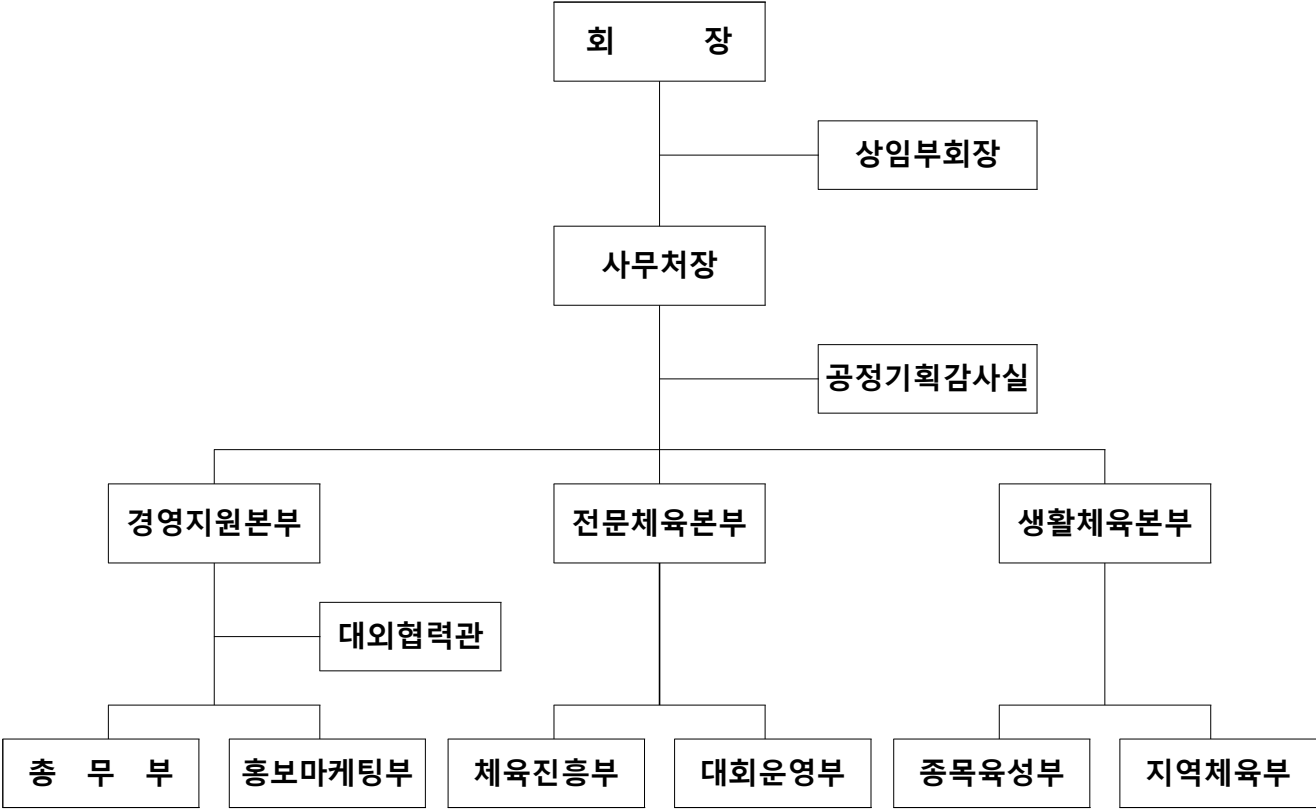 회 장
상임부회장
사무처장
공정기획감사실
경영지원본부
전문체육본부
생활체육본부
대외협력관
총 무 부
홍보마케팅부
체육진흥부
대회운영부
종목육성부
지역체육부